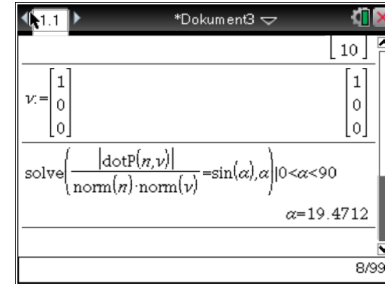 1.1 *Dokument3
10
v:= [1 0 0] [1 0 0]
solve(|dotP(n,v)|/norm(n)·norm(v)=sin(α),α)|0<α<90
α=19.4712
8/99